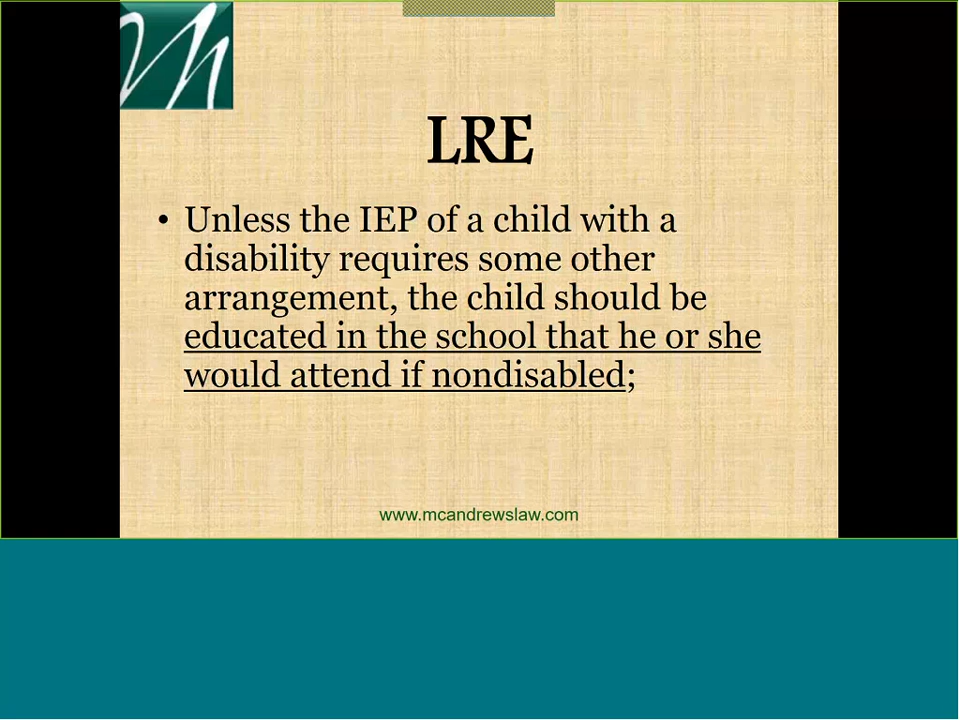 LRE
• Unless the IEP of a child with a
disability requires some other
arrangement, the child should be
educated in the school that he or she
would attend if nondisabled;
www.mcandrewslaw.com